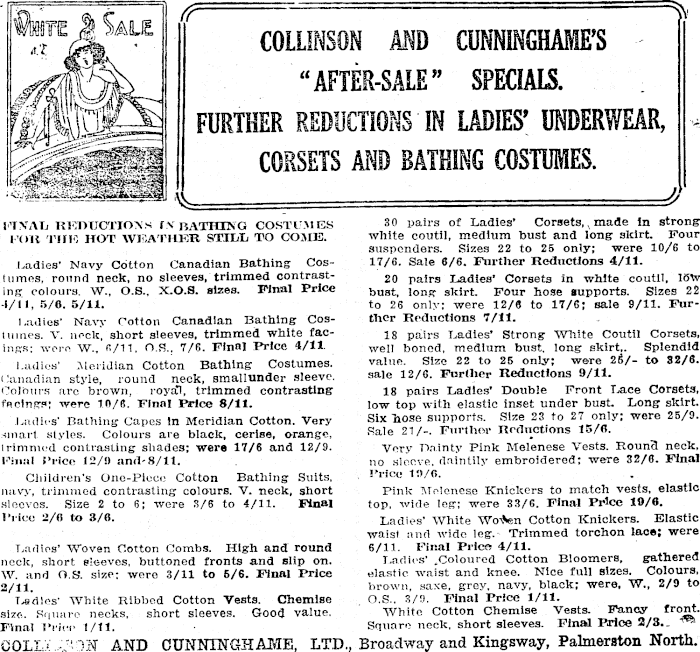 WHITE SALE
at
COLLINSON AND CUNNINGHAME'S
"AFTER-SALE" SPECIALS.
FURTHER REDUCTIONS IN LADIES' UNDERWEAR,
CORSETS AND BATHING COSTUMES.
FINAL REDUCTIONS IN BATHING COSTUMES
FOR THE HOT WEATHER STILL TO COME.
Ladies' Navy Cotton Canadian Bathing Cos-
tumes, round neck, no sleeves, trimmed contrast-
ing colours. W., O.S., X.O.S. sizes. Final Price
4/11, 5/6, 5/11.
Ladies' Navy Cotton Canadian Bathing Cos-
tumes. V. neck, short sleeves, trimmed white fac-
ings; were W., 6/11, O.S., 7/6. Final Price 4/11.
Ladies' Meridian Cotton Bathing Costumes.
Canadian style, round neck, smallunder sleeve.
Colours are brown, royal, trimmed contrasting
facings; were 10/6. Final Price 8/11.
Ladies' Bathing Capes in Meridian Cotton. Very
smart styles. Colours are black, cerise, orange,
trimmed contrasting shades; were 17/6 and 12/9.
Final Price 12/9 and 8/11.
Children's One-Piece Cotton Bathing Suits,
navy, trimmed contrasting colours. V. neck, short
sleeves. Size 2 to 6; were 3/6 to 4/11. Final
Price 2/6 to 3/6.
Ladies' Woven Cotton Combs. High and round
neck, short sleeves, buttoned fronts and slip on.
W. and O.S. size; were 3/11 to 5/6. Final Price
2/11.
Ladies' White Ribbed Cotton Vests. Chemise
size. Square necks, short sleeves. Good value.
Final Price 1/11.
30 pairs of Ladies' Corsets, made in strong
white coutil, medium bust and long skirt. Four
suspenders. Sizes 22 to 25 only; were 10/6 to
17/6. Sale 6/6. Further Reductions 4/11.
20 pairs Ladies' Corsets in white coutil, low
bust, long skirt. Four hose supports. Sizes 22
to 26 only; were 12/6 to 17/6; sale 9/11. Fur-
ther Reductions 7/11.
18 pairs Ladies' Strong White Coutil Corsets,
well boned, medium bust, long skirt. Splendid
value. Size 22 to 25 only; were 25/- to 32/6.
sale 12/6. Further Reductions 9/11.
18 pairs Ladies' Double Front Lace Corsets,
low top with elastic inset under bust. Long skirt.
Six hose supports. Size 23 to 27 only; were 25/9.
Sale 21/-. Further Reductions 15/6.
Very Dainty Pink Melenese Vests. Round neck,
no sleeve, daintily embroidered; were 32/6. Final
Price 19/6.
Pink Melenese Knickers to match vests, elastic
top, wide leg; were 33/6. Final Price 19/6.
Ladies' White Woven Cotton Knickers. Elastic
waist and wide leg. Trimmed torchon lace; were
6/11. Final Price 4/11.
Ladies' Coloured Cotton Bloomers, gathered
elastic waist and knee. Nice full sizes. Colours,
brown, saxe, grey, navy, black; were, W., 2/9 to
O.S., 3/9. Final Price 1/11.
White Cotton Chemise Vests. Fancy front.
Square neck, short sleeves. Final Price 2/3.
COLLINSON AND CUNNINGHAME, LTD., Broadway and Kingsway, Palmerston North.